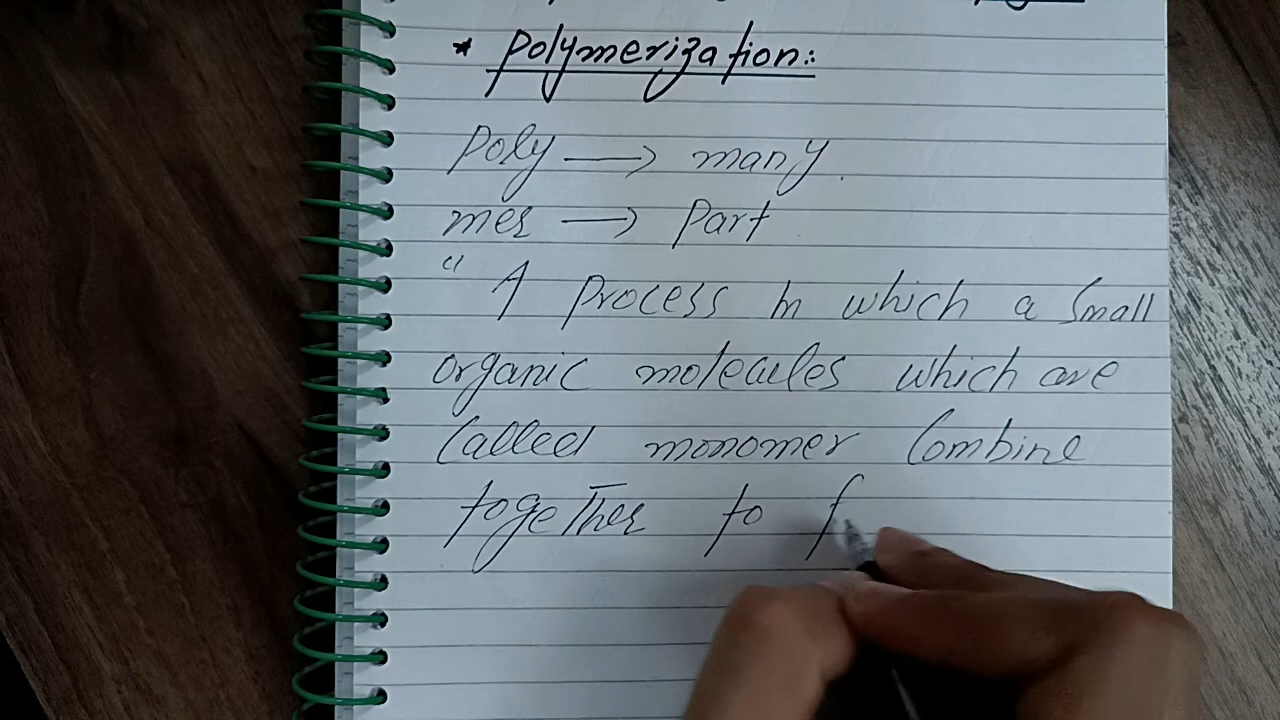 * Polymerization:
Poly → many.
mer → Part
" A Process in which a Small
organic molecules which are
Called monomer Combine
together to f